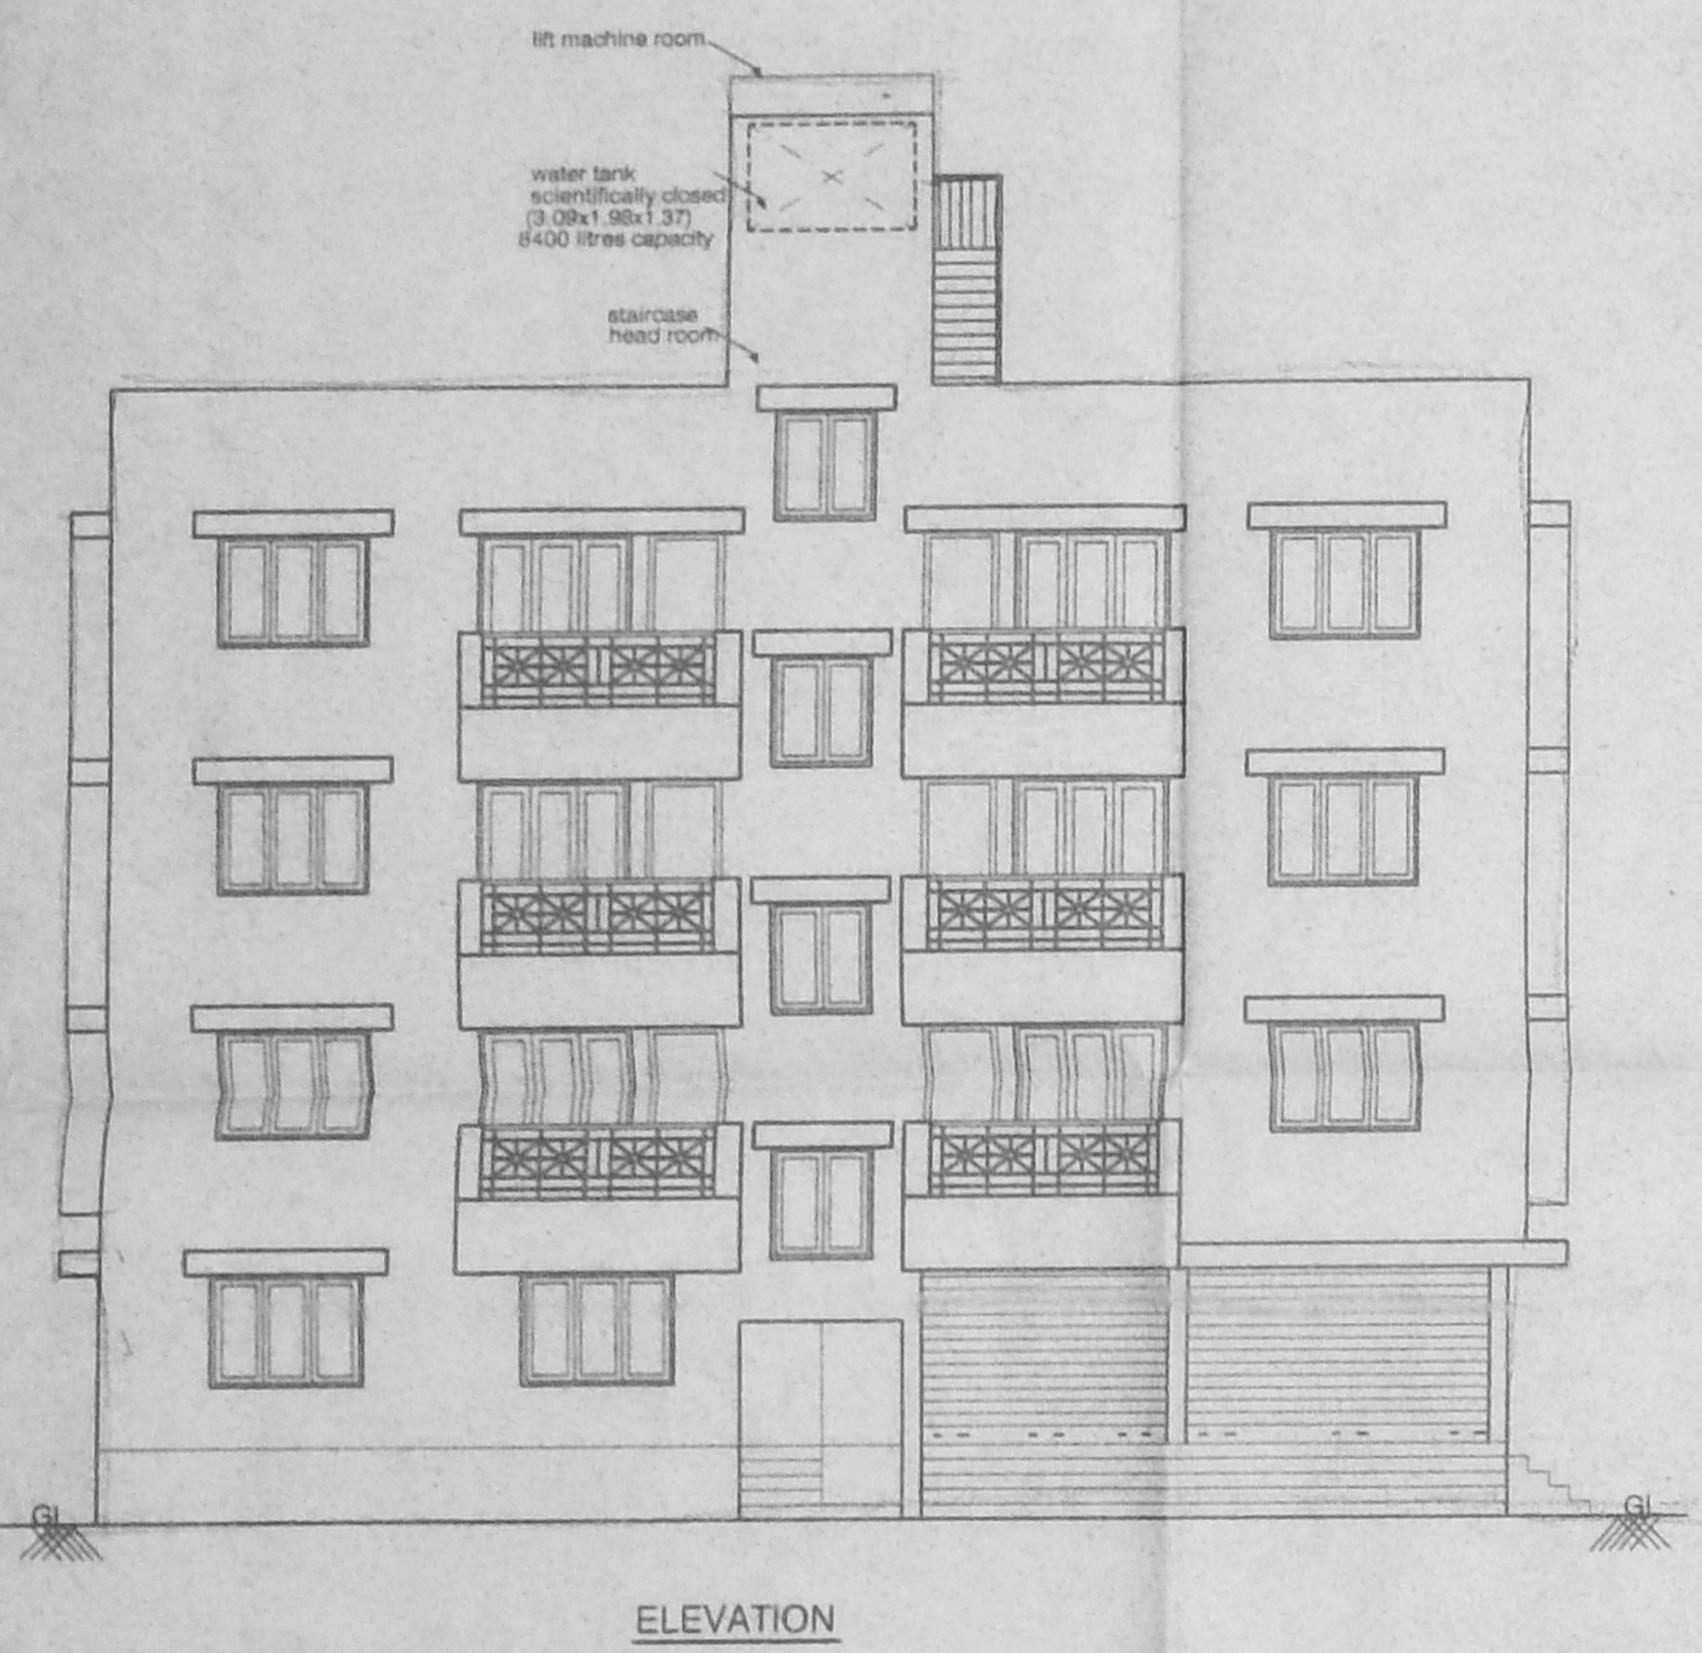 lift machine room
water tank
scientifically closed
(3.09x1.98x1.37)
8400 litres capacity
staircase
head room
GL
GL
ELEVATION